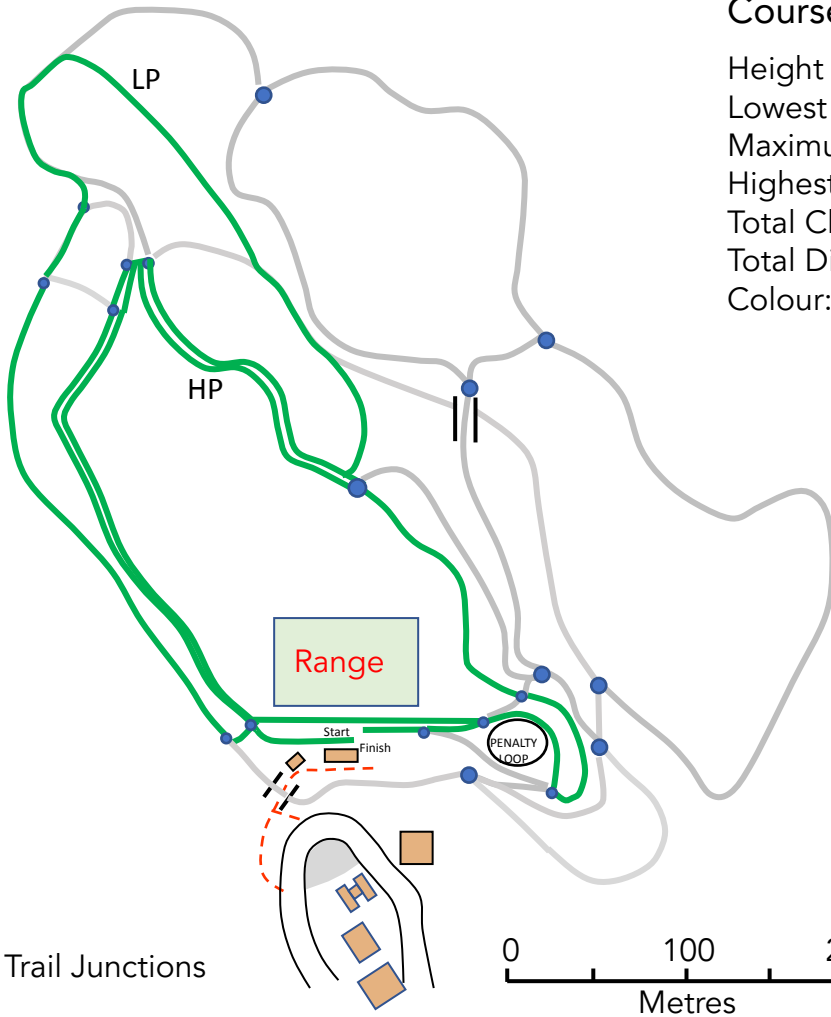 Course
Height
Lowest
Maximu
Highest
Total Cl
Total Di
Colour:
LP
HP
Range
Start
Finish
PENALTY
LOOP
Trail Junctions
0 100 2
Metres